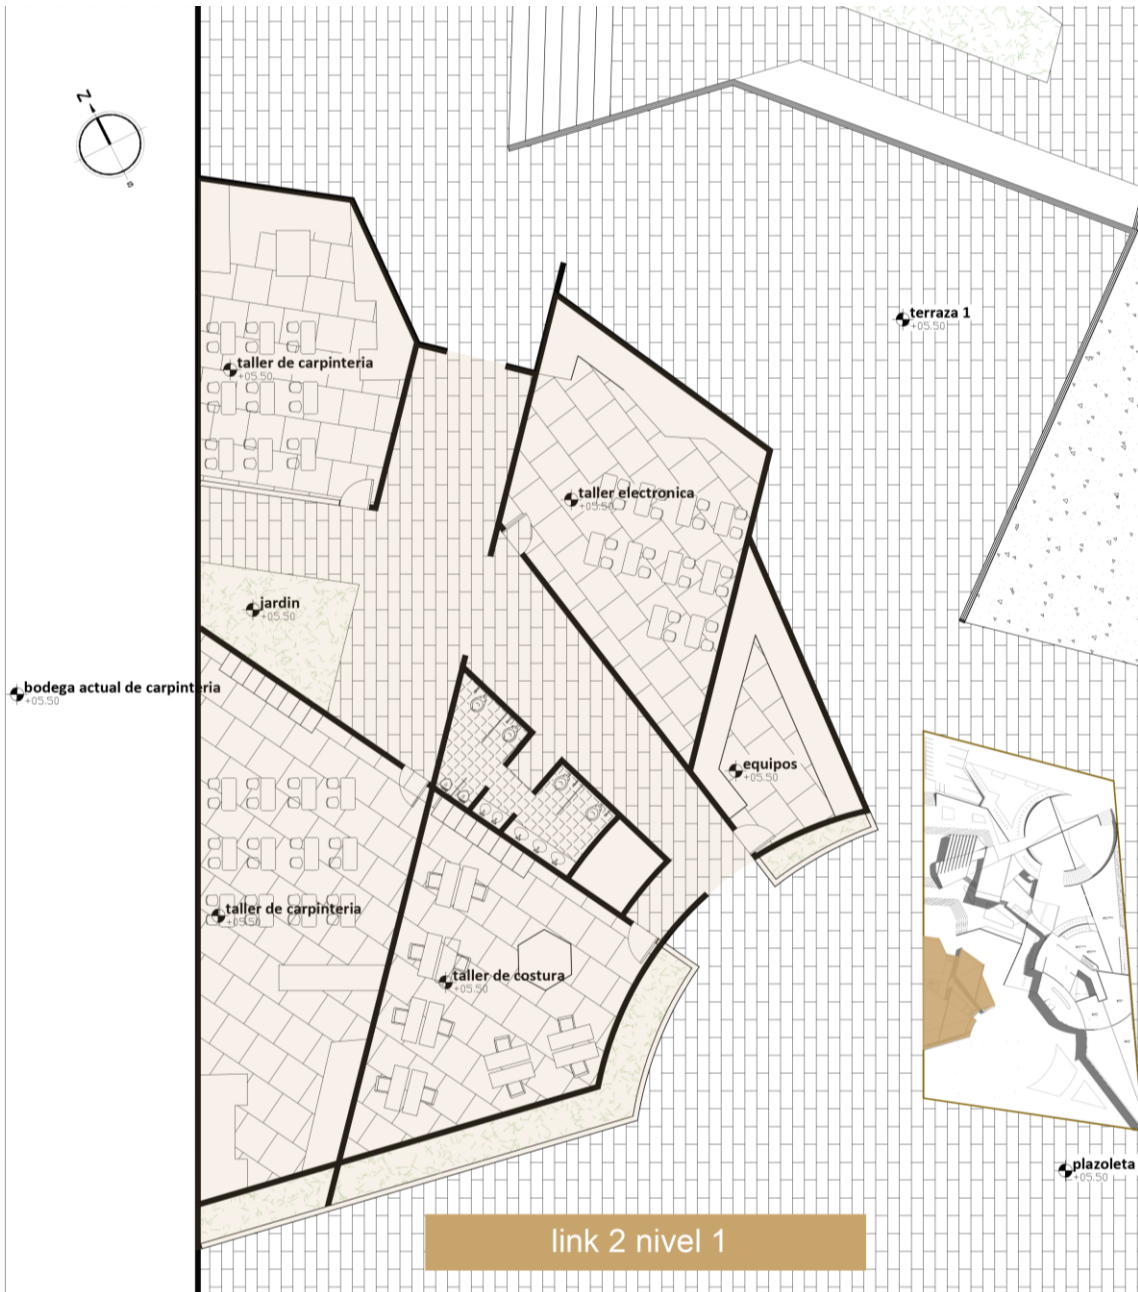 Z
s
terraza 1
+05.50
taller de carpinteria
+05.50
taller electronica
+05.50
jardin
+05.50
bodega actual de carpinteria
+05.50
equipos
+05.50
taller de carpinteria
+05.50
taller de costura
+05.50
plazoleta
+05.50
link 2 nivel 1